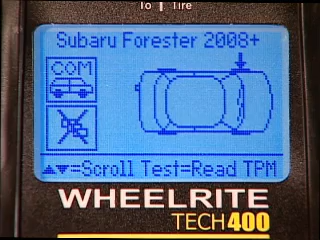 To Tire
Subaru Forester 2008+
COM
▲▼=Scroll Test=Read TPM
WHEELRITE
TECH400